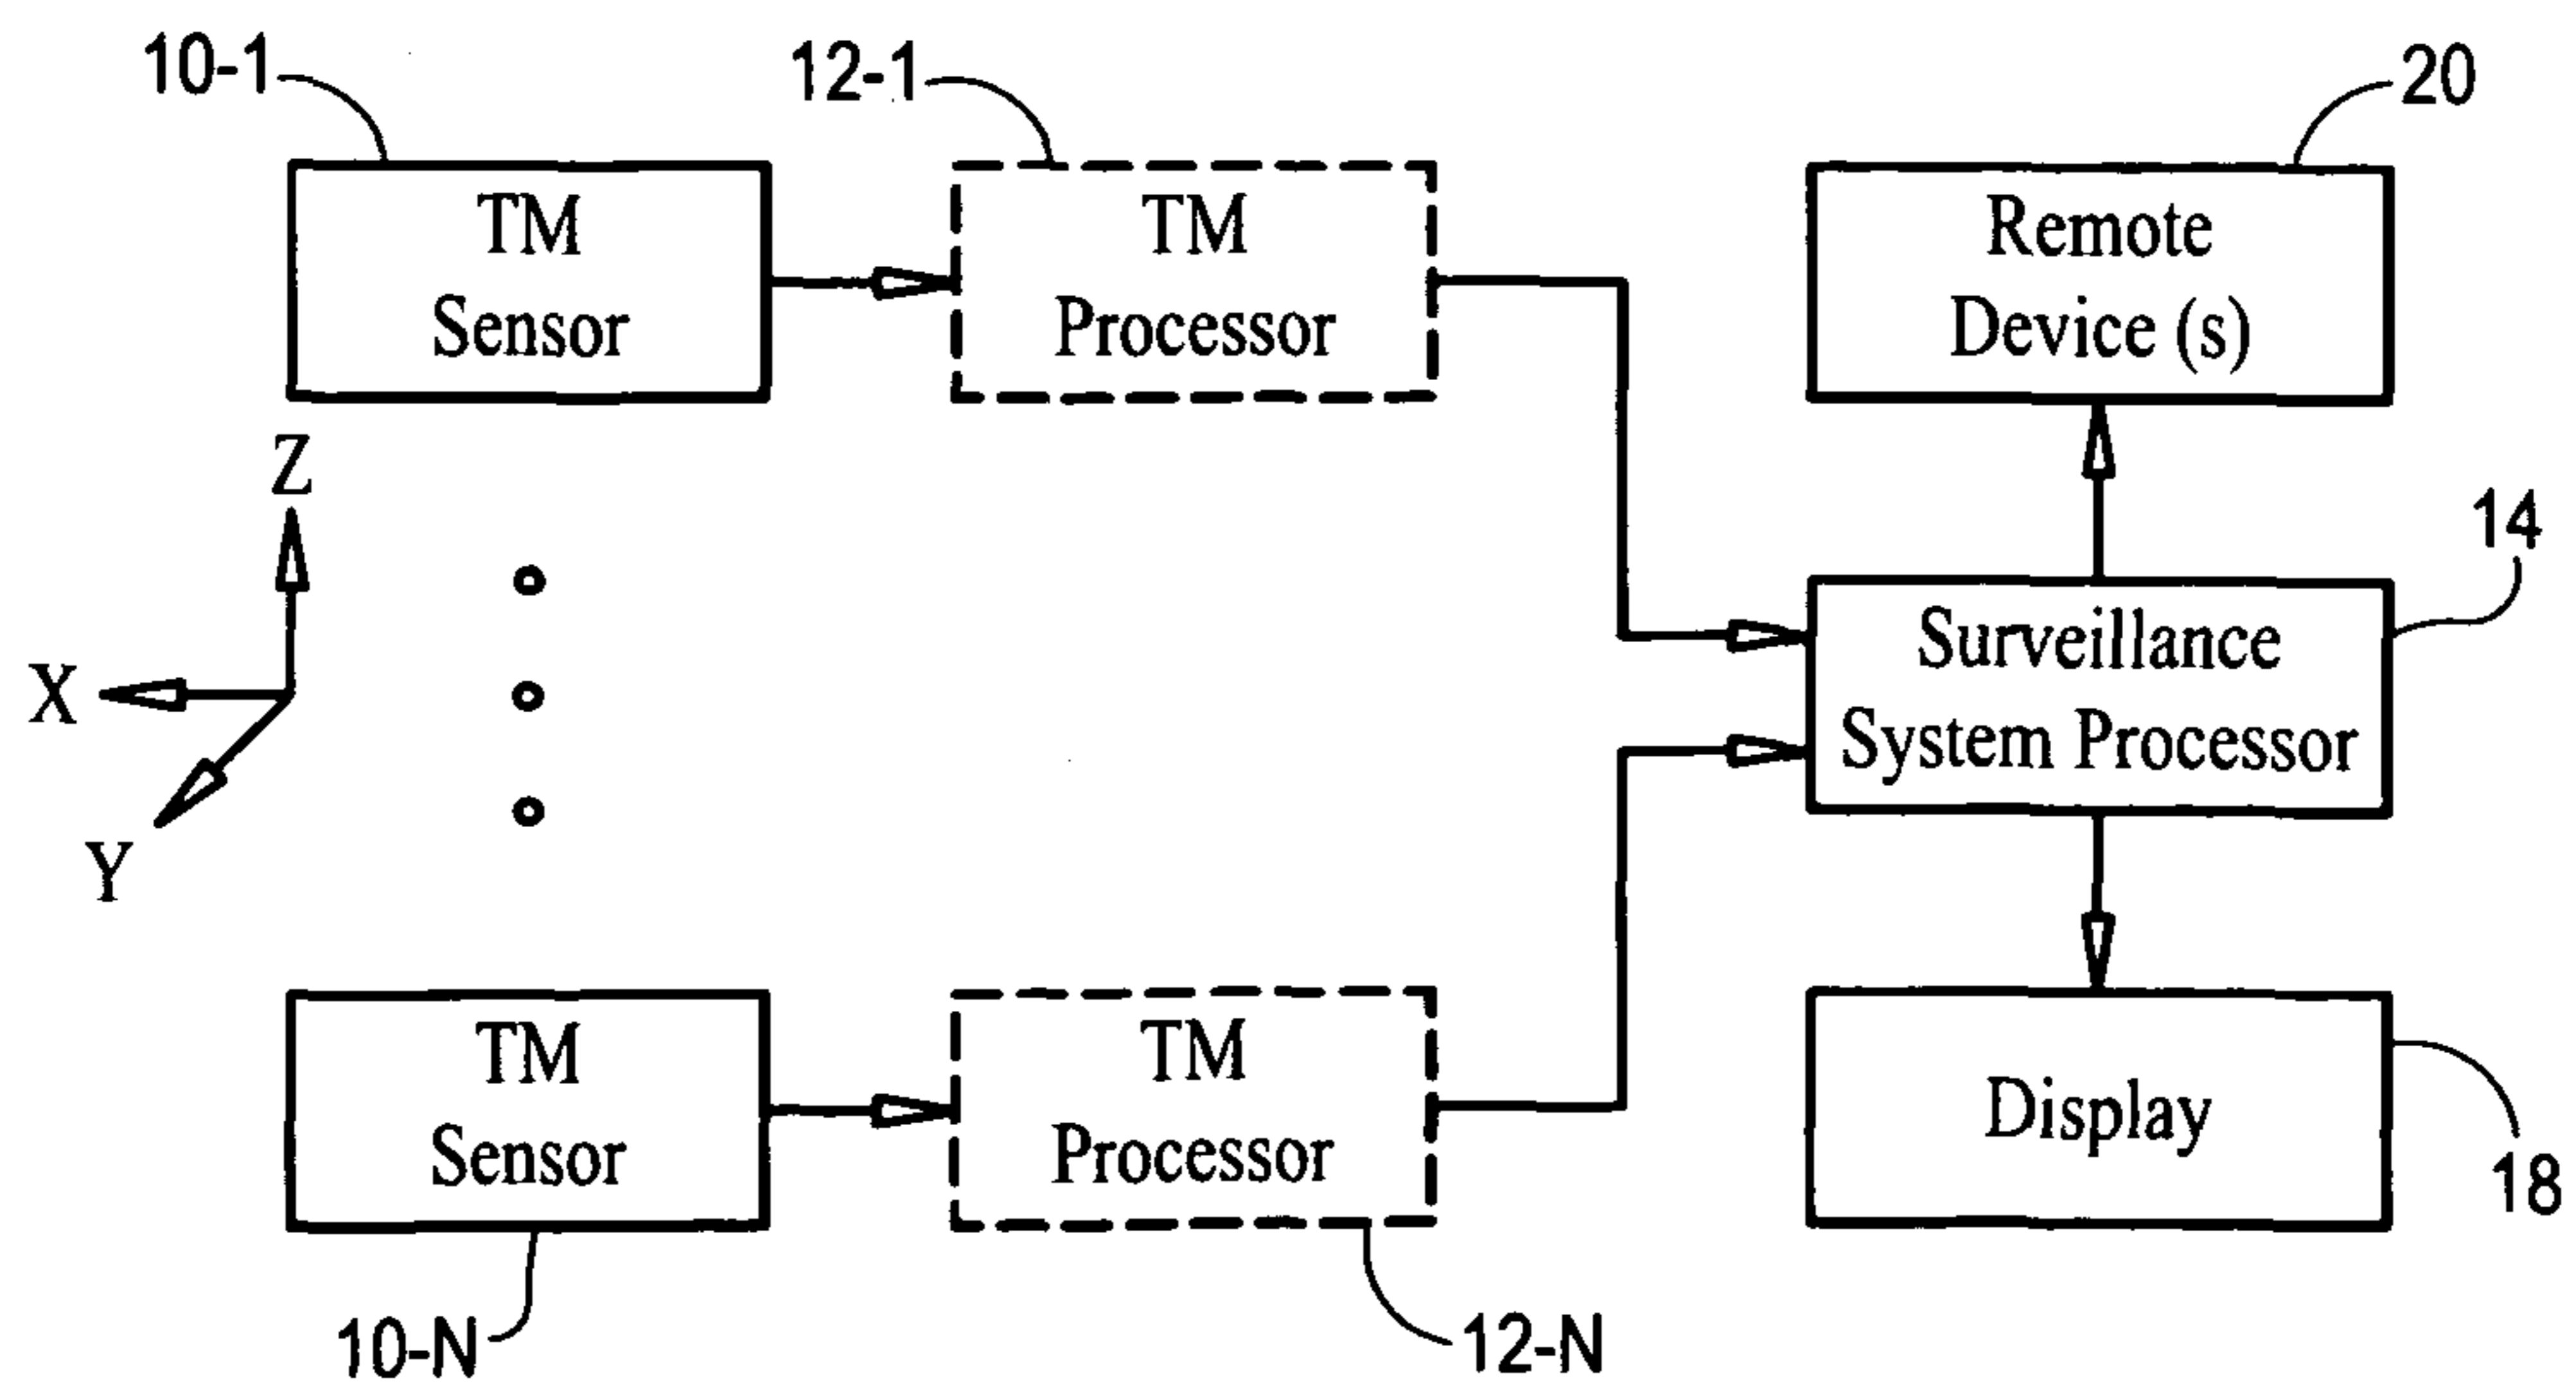 10-1
12-1
20
TM
Sensor
TM
Processor
Remote
Device (s)
Z
X
Y
14
Surveillance
System Processor
TM
Sensor
TM
Processor
Display
18
10-N
12-N